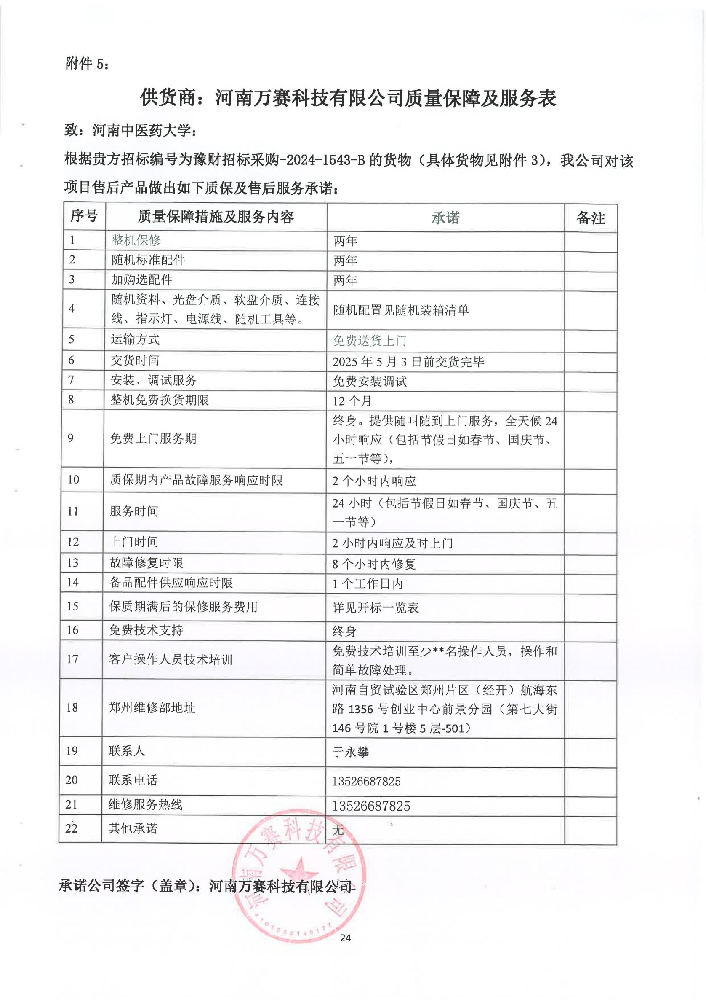 附件 5：
供货商：河南万赛科技有限公司质量保障及服务表
致：河南中医药大学：
根据贵方招标编号为豫财招标采购-2024-1543-B 的货物（具体货物见附件 3），我公司对该
项目售后产品做出如下质保及售后服务承诺：
序号 质量保障措施及服务内容 承诺 备注
1 整机保修 两年
2 随机标准配件 两年
3 加购选配件 两年
4 随机资料、光盘介质、软盘介质、连接
线、指示灯、电源线、随机工具等。 随机配置见随机装箱清单
5 运输方式 免费送货上门
6 交货时间 2025 年 5 月 3 日前交货完毕
7 安装、调试服务 免费安装调试
8 整机免费换货期限 12 个月
9 免费上门服务期 终身。提供随叫随到上门服务，全天候 24
小时响应（包括节假日如春节、国庆节、
五一节等），
10 质保期内产品故障服务响应时限 2 个小时内响应
11 服务时间 24 小时（包括节假日如春节、国庆节、五
一节等）
12 上门时间 2 小时内响应及时上门
13 故障修复时限 8 个小时内修复
14 备品配件供应响应时限 1 个工作日内
15 保质期满后的保修服务费用 详见开标一览表
16 免费技术支持 终身
17 客户操作人员技术培训 免费技术培训至少**名操作人员，操作和
简单故障处理。
18 郑州维修部地址 河南自贸试验区郑州片区（经开）航海东
路 1356 号创业中心前景分园（第七大街
146 号院 1 号楼 5 层-501）
19 联系人 于永攀
20 联系电话 13526687825
21 维修服务热线 13526687825
22 其他承诺 无
承诺公司签字（盖章）：河南万赛科技有限公司
河南万赛科技有限公司
24